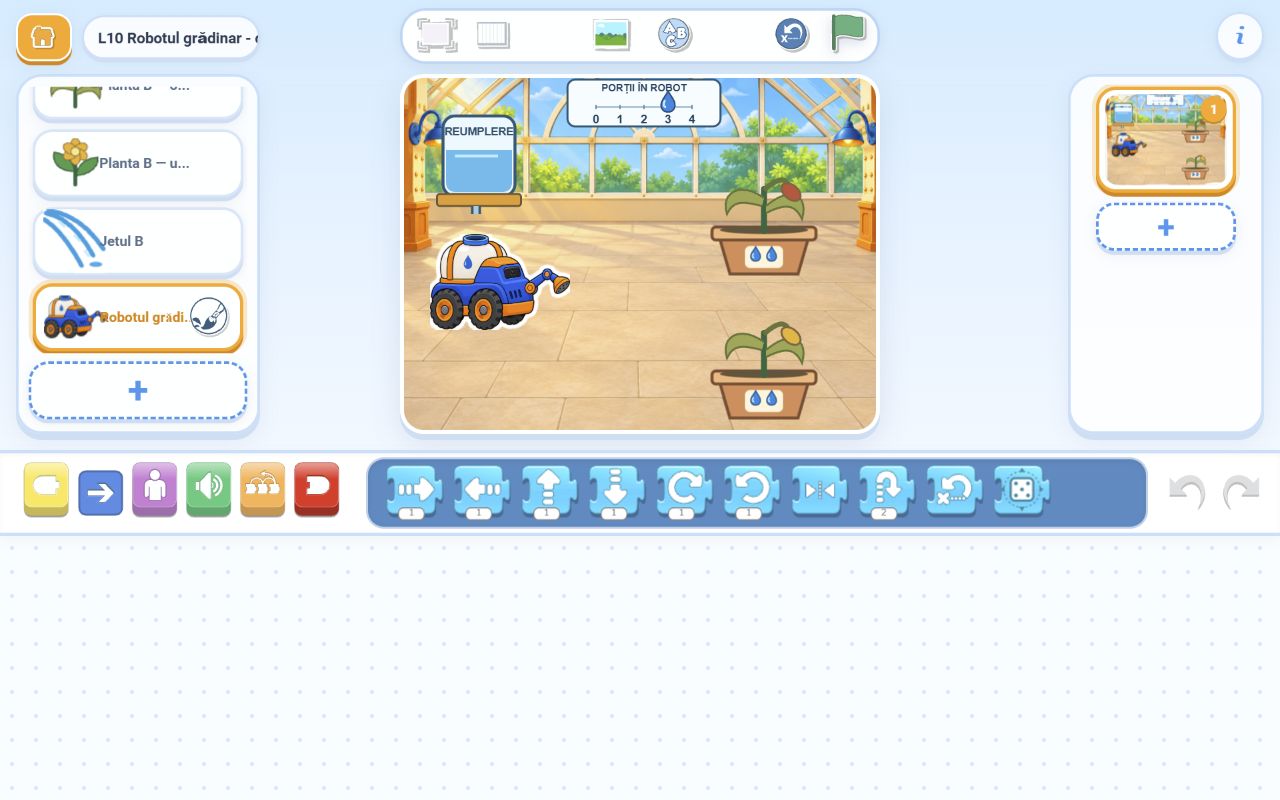 L10 Robotul grădinar -
Planta B — u...
Jetul B
Robotul grădi...
PORȚII ÎN ROBOT
0 1 2 3 4
REUMPLERE
1
A B C
i
1 1 1 1 1 1 2